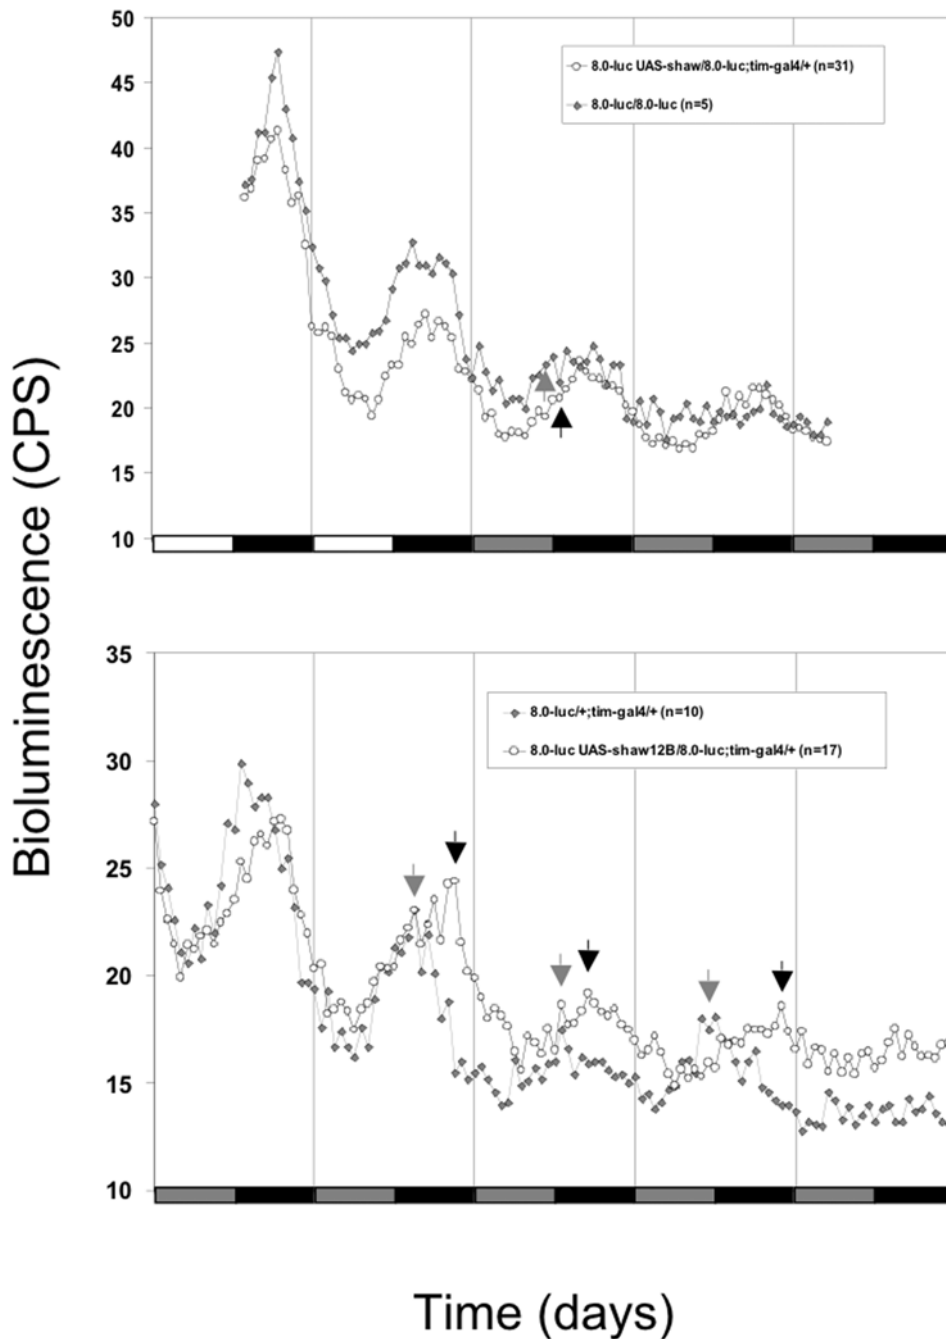 Bioluminescence (CPS)
50
45
40
35
30
25
20
15
10
8.0-luc UAS-shaw/8.0-luc;tim-gal4/+ (n=31)
8.0-luc/8.0-luc (n=5)
35
30
25
20
15
10
8.0-luc/+;tim-gal4/+ (n=10)
8.0-luc UAS-shaw12B/8.0-luc;tim-gal4/+ (n=17)
Time (days)